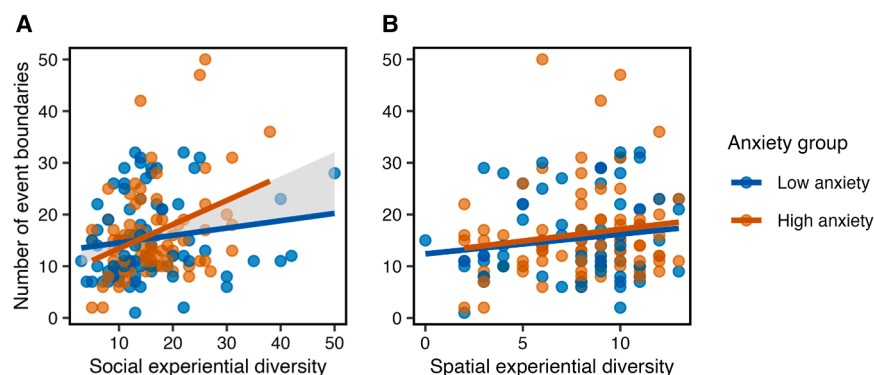 A
B
Number of event boundaries
50
40
30
20
10
0
10
20
30
40
50
Social experiential diversity
50
40
30
20
10
0
0
5
10
Spatial experiential diversity
Anxiety group
Low anxiety
High anxiety